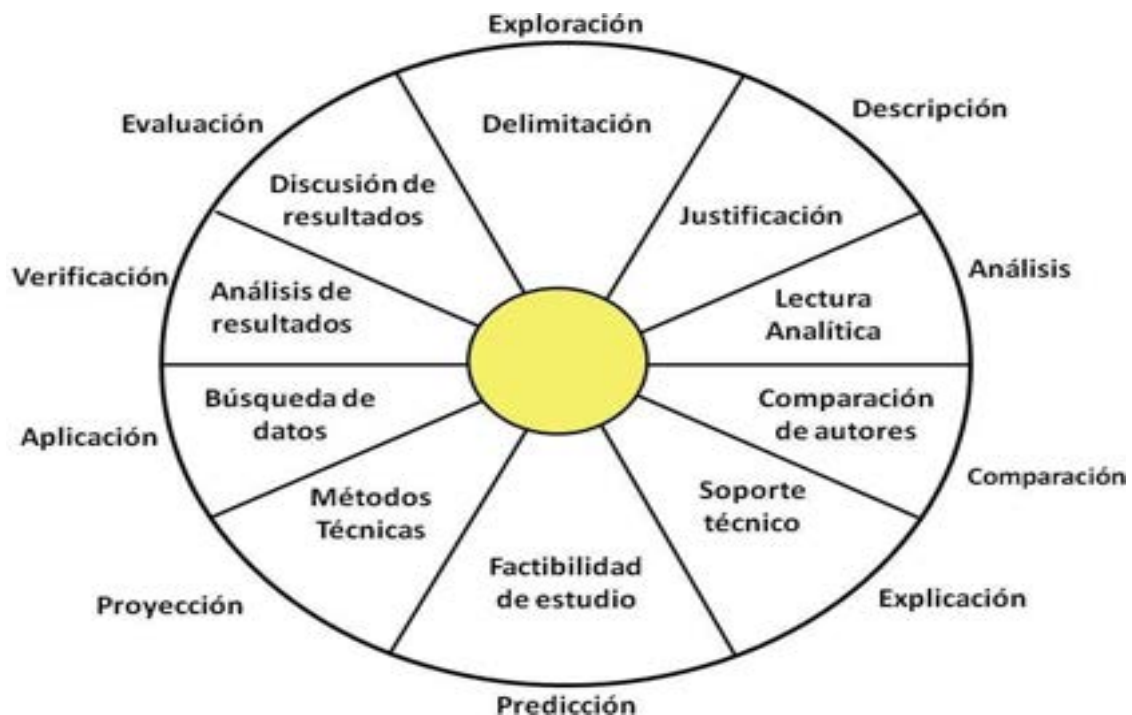 Exploración
Delimitación
Descripción
Justificación
Análisis
Lectura
Analítica
Comparación
de autores
Comparación
Soporte
técnico
Explicación
Factibilidad
de estudio
Predicción
Métodos
Técnicas
Proyección
Búsqueda de
datos
Aplicación
Análisis de
resultados
Verificación
Discusión de
resultados
Evaluación